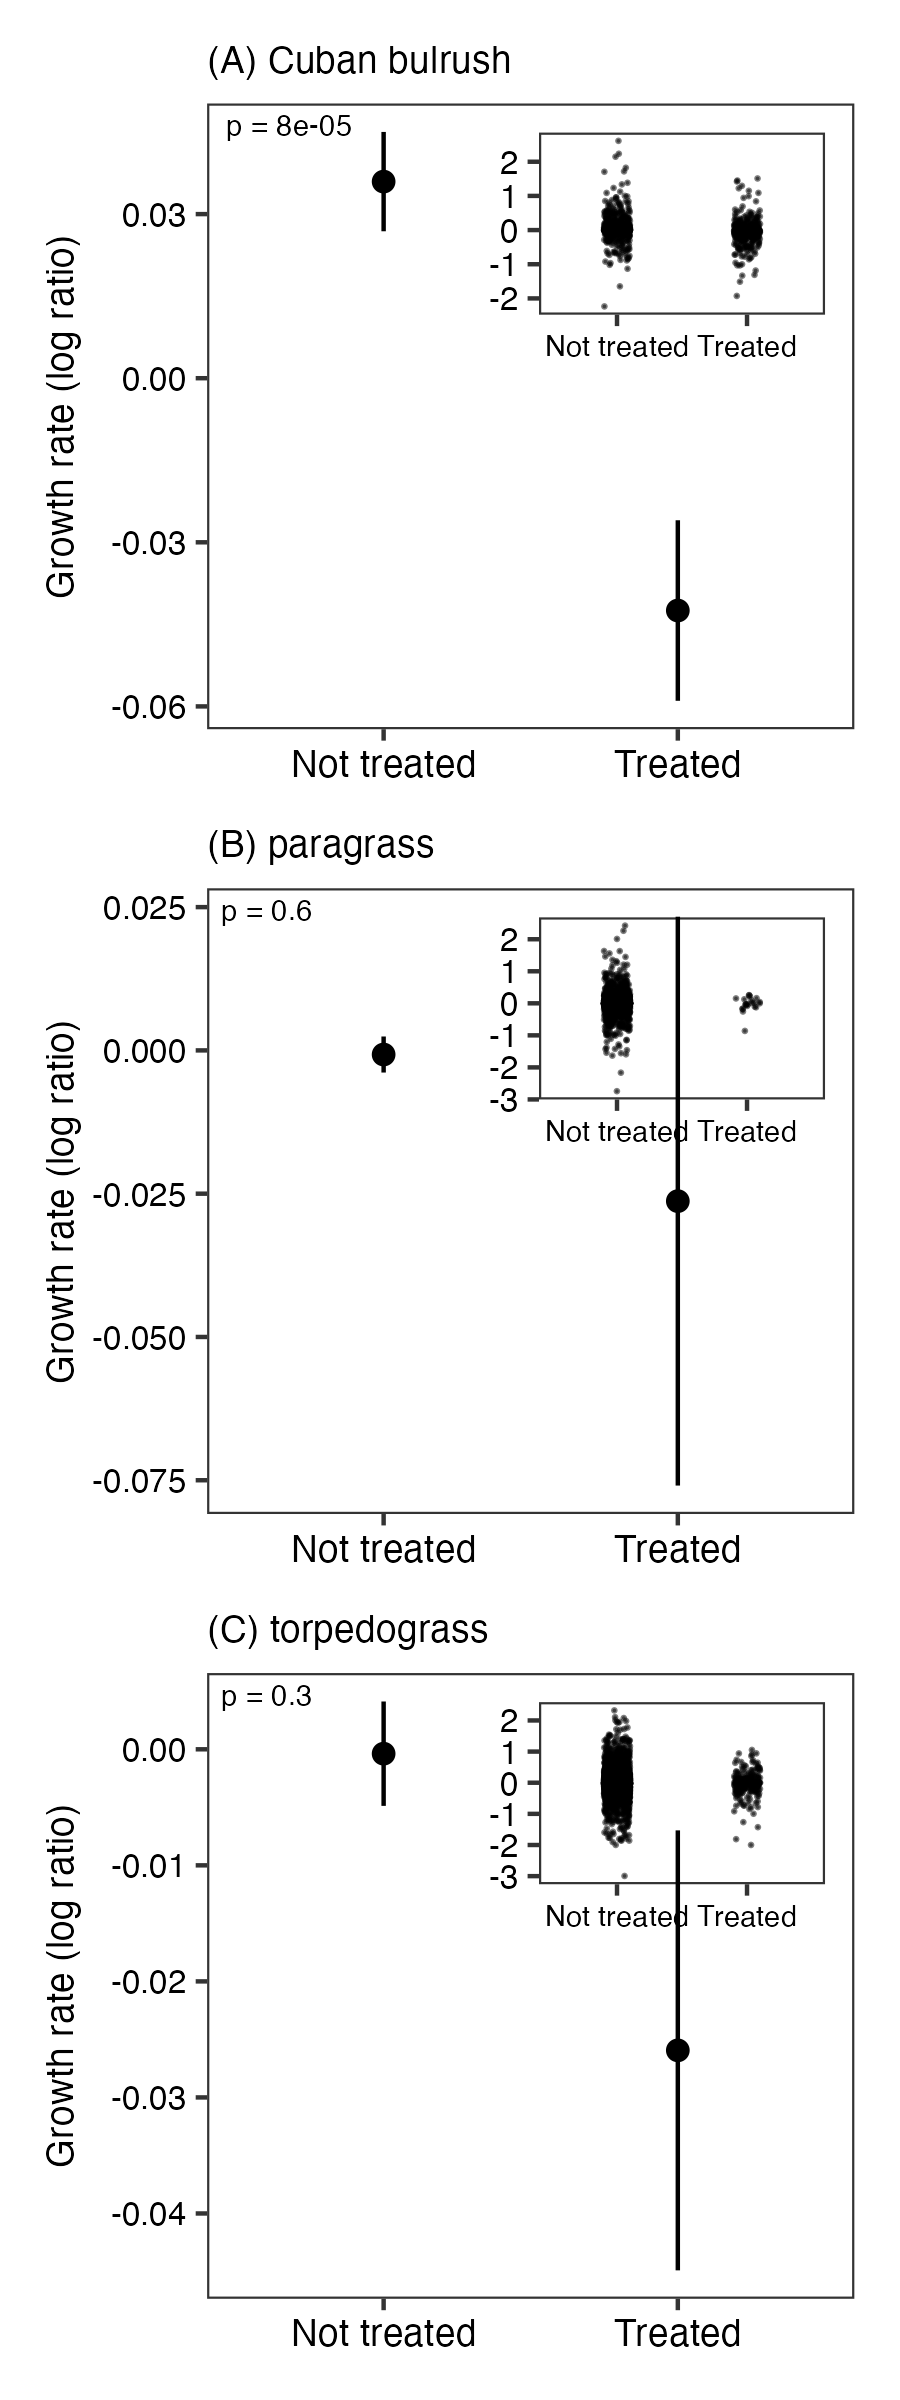 (A) Cuban bulrush
p = 8e-05
Growth rate (log ratio)
0.03
0.00
-0.03
-0.06
2
1
0
-1
-2
Not treated Treated
Not treated Treated
(B) paragrass
p = 0.6
Growth rate (log ratio)
0.025
0.000
-0.025
-0.050
-0.075
2
1
0
-1
-2
-3
Not treated Treated
Not treated Treated
(C) torpedograss
p = 0.3
Growth rate (log ratio)
0.00
-0.01
-0.02
-0.03
-0.04
2
1
0
-1
-2
-3
Not treated Treated
Not treated Treated